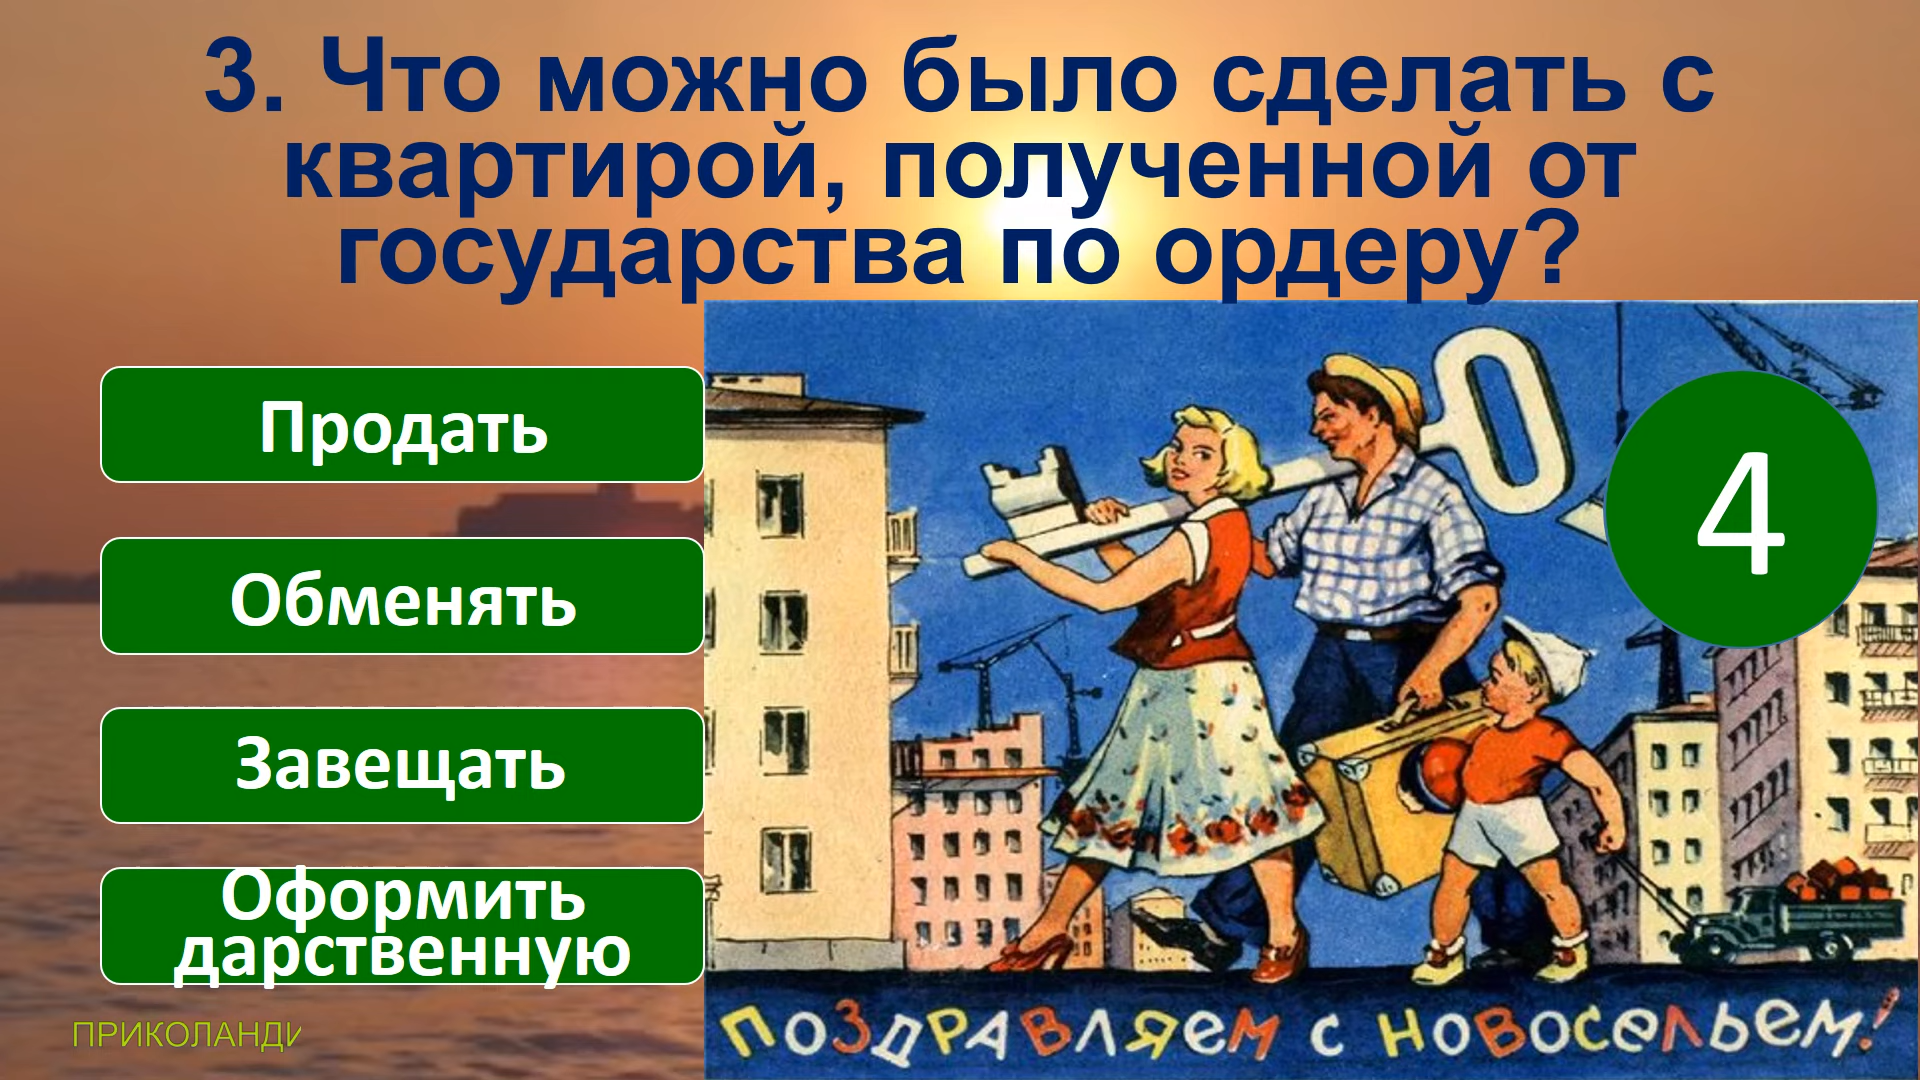 3. Что можно было сделать с
квартирой, полученной от
государства по ордеру?
Продать
4
Обменять
Завещать
Оформить
дарственную
ПРИКОЛАНДИ
ПОЗДРАВЛЯЕМ С НОВОСЕЛЬЕМ!